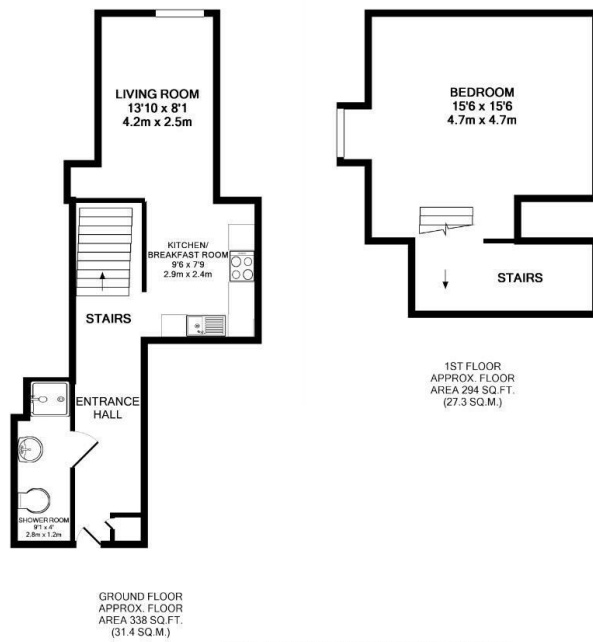 LIVING ROOM
13'10 x 8'1
4.2m x 2.5m
KITCHEN/
BREAKFAST ROOM
9'6 x 7'9
2.9m x 2.4m
STAIRS
ENTRANCE
HALL
SHOWER ROOM
9'1 x 4'
2.8m x 1.2m
GROUND FLOOR
APPROX. FLOOR
AREA 338 SQ.FT.
(31.4 SQ.M.)
BEDROOM
15'6 x 15'6
4.7m x 4.7m
STAIRS
1ST FLOOR
APPROX. FLOOR
AREA 294 SQ.FT.
(27.3 SQ.M.)